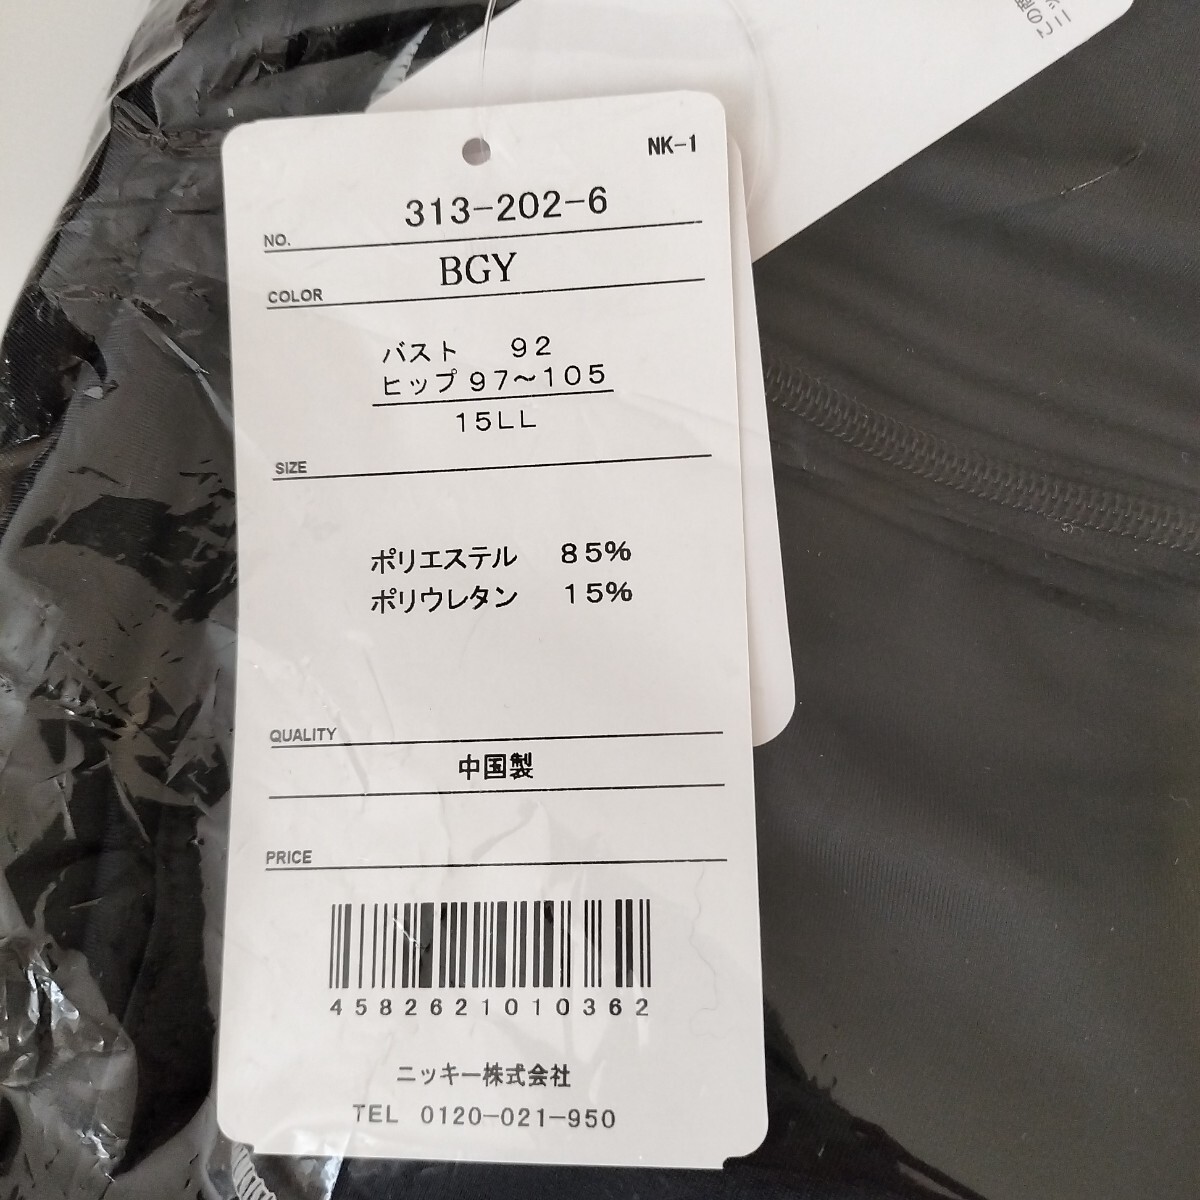 NK-1
313-202-6
NO.
BGY
COLOR
バスト 92
ヒップ 97～105
15LL
SIZE
ポリエステル 85%
ポリウレタン 15%
QUALITY
中国製
PRICE
4582621010362
ニッキー株式会社
TEL 0120-021-950